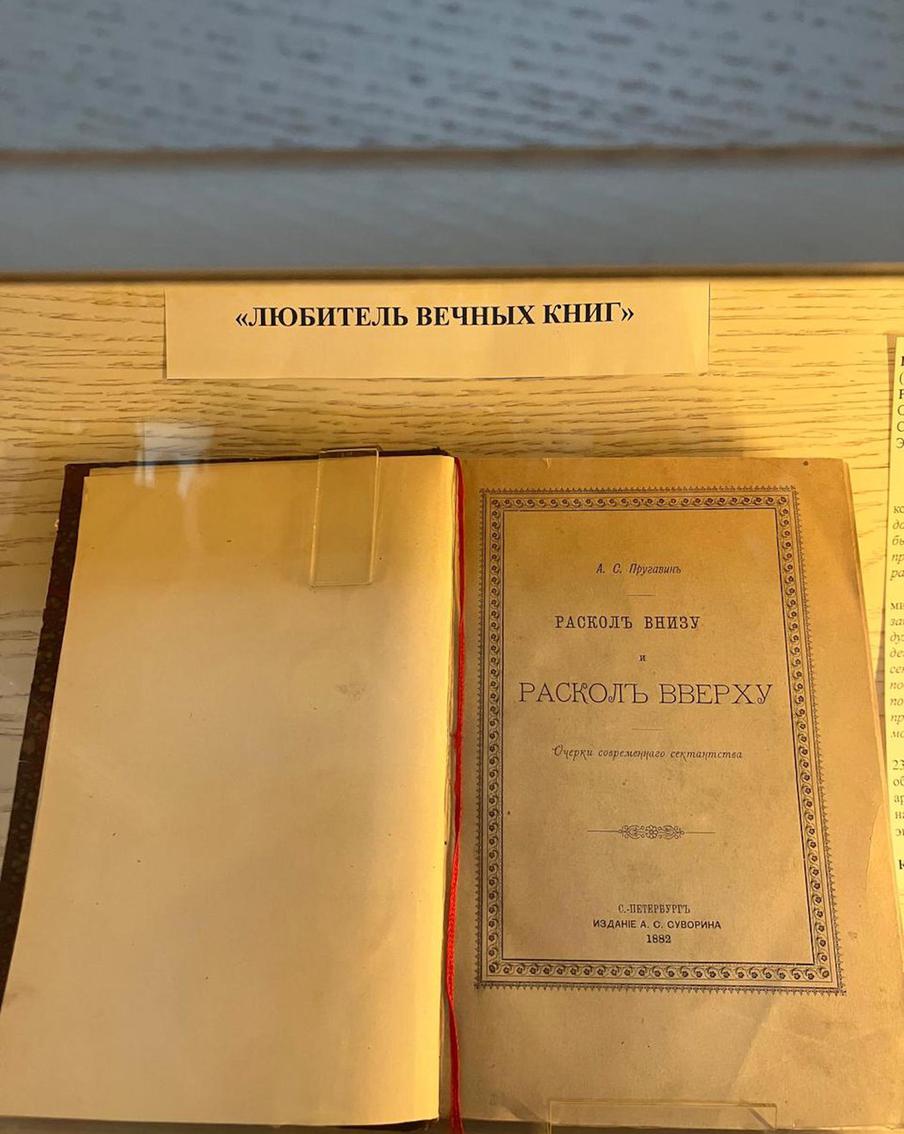 «ЛЮБИТЕЛЬ ВЕЧНЫХ КНИГ»
А. С. Пругавинъ
РАСКОЛЪ ВНИЗУ
и
РАСКОЛЪ ВВЕРХУ
Очерки современнаго сектантства
С.-ПЕТЕРБУРГЪ
ИЗДАНІЕ А. С. СУВОРИНА
1882